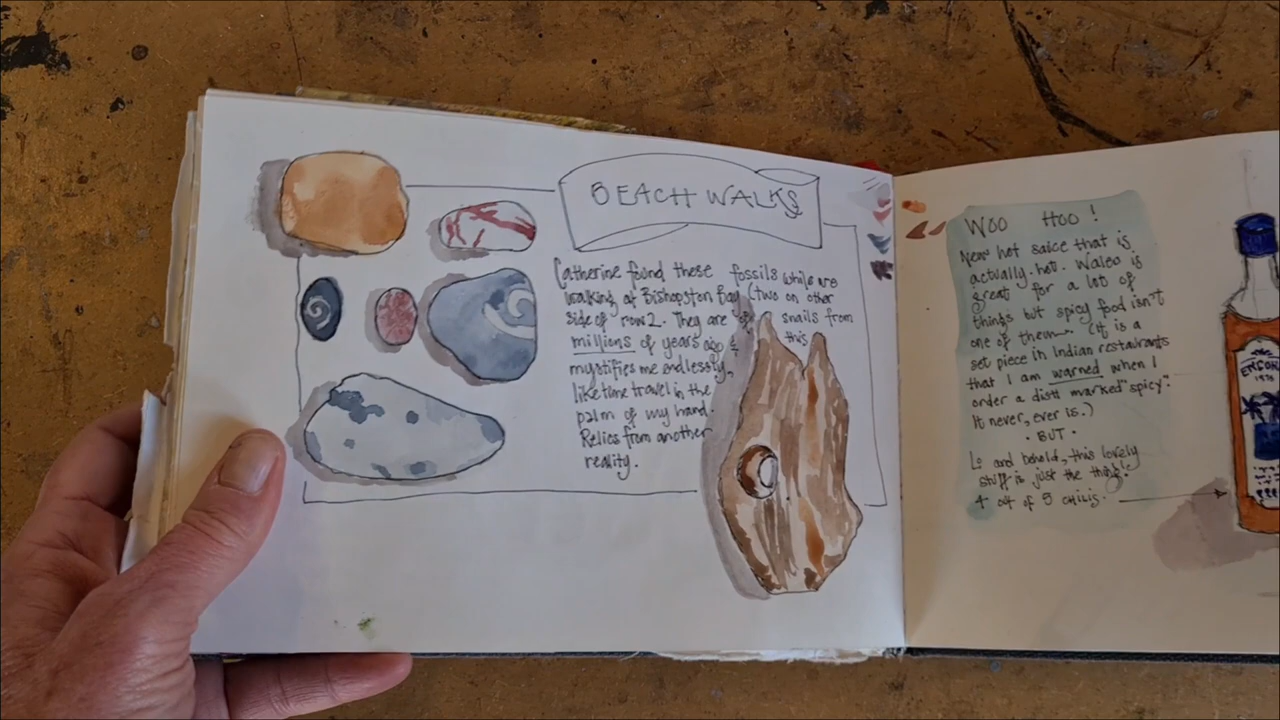 BEACH WALKS
Catherine found these fossils while are
walking at Bishopston Bay (two on other
side of row 2. They are of snails from
millions of years ago & this
mystifies me endlessly,
like time travel in the
palm of my hand.
Relics from another
reality.
WOO HOO!
New hot sauce that is
actually hot. Waleo is
great for a lot of
things but spicy food isn't
one of them. (It is a
set piece in Indian restaurants
that I am warned when I
order a dish marked "spicy".
It never, ever is.)
· BUT ·
Lo and behold, this lovely
stuff is just the thing!
4 out of 5 chilis.